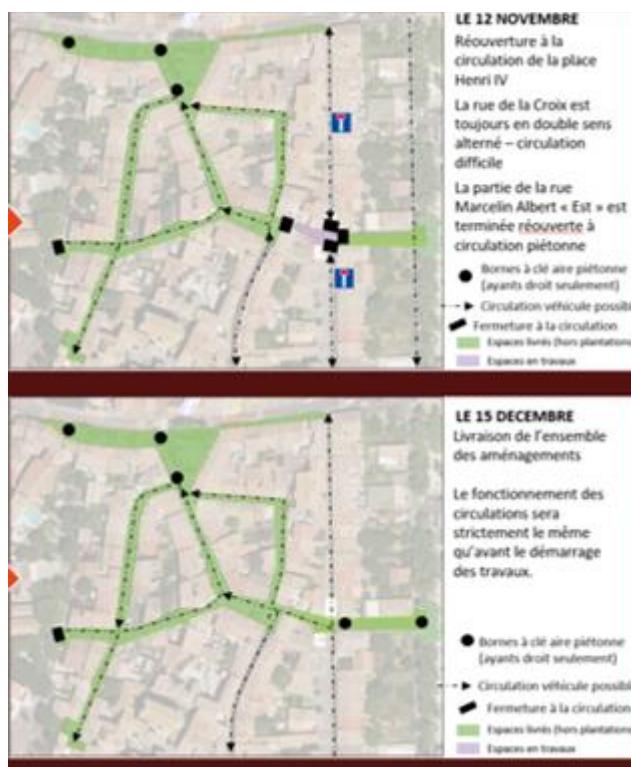 LE 12 NOVEMBRE
Réouverture à la
circulation de la place
Henri IV
La rue de la Croix est
toujours en double sens
alterné – circulation
difficile
La partie de la rue
Marcelin Albert « Est » est
terminée réouverte à
circulation piétonne
Bornes à clé aire piétonne
(ayants droit seulement)
Circulation véhicule possibl
Fermeture à la circulation
Espaces livrés (hors plantations
Espaces en travaux
LE 15 DECEMBRE
Livraison de l'ensemble
des aménagements
Le fonctionnement des
circulations sera
strictement le même
qu'avant le démarrage
des travaux.
Bornes à clé aire piétonne
(ayants droit seulement)
Circulation véhicule possibl
Fermeture à la circulation
Espaces livrés (hors plantations
Espaces en travaux